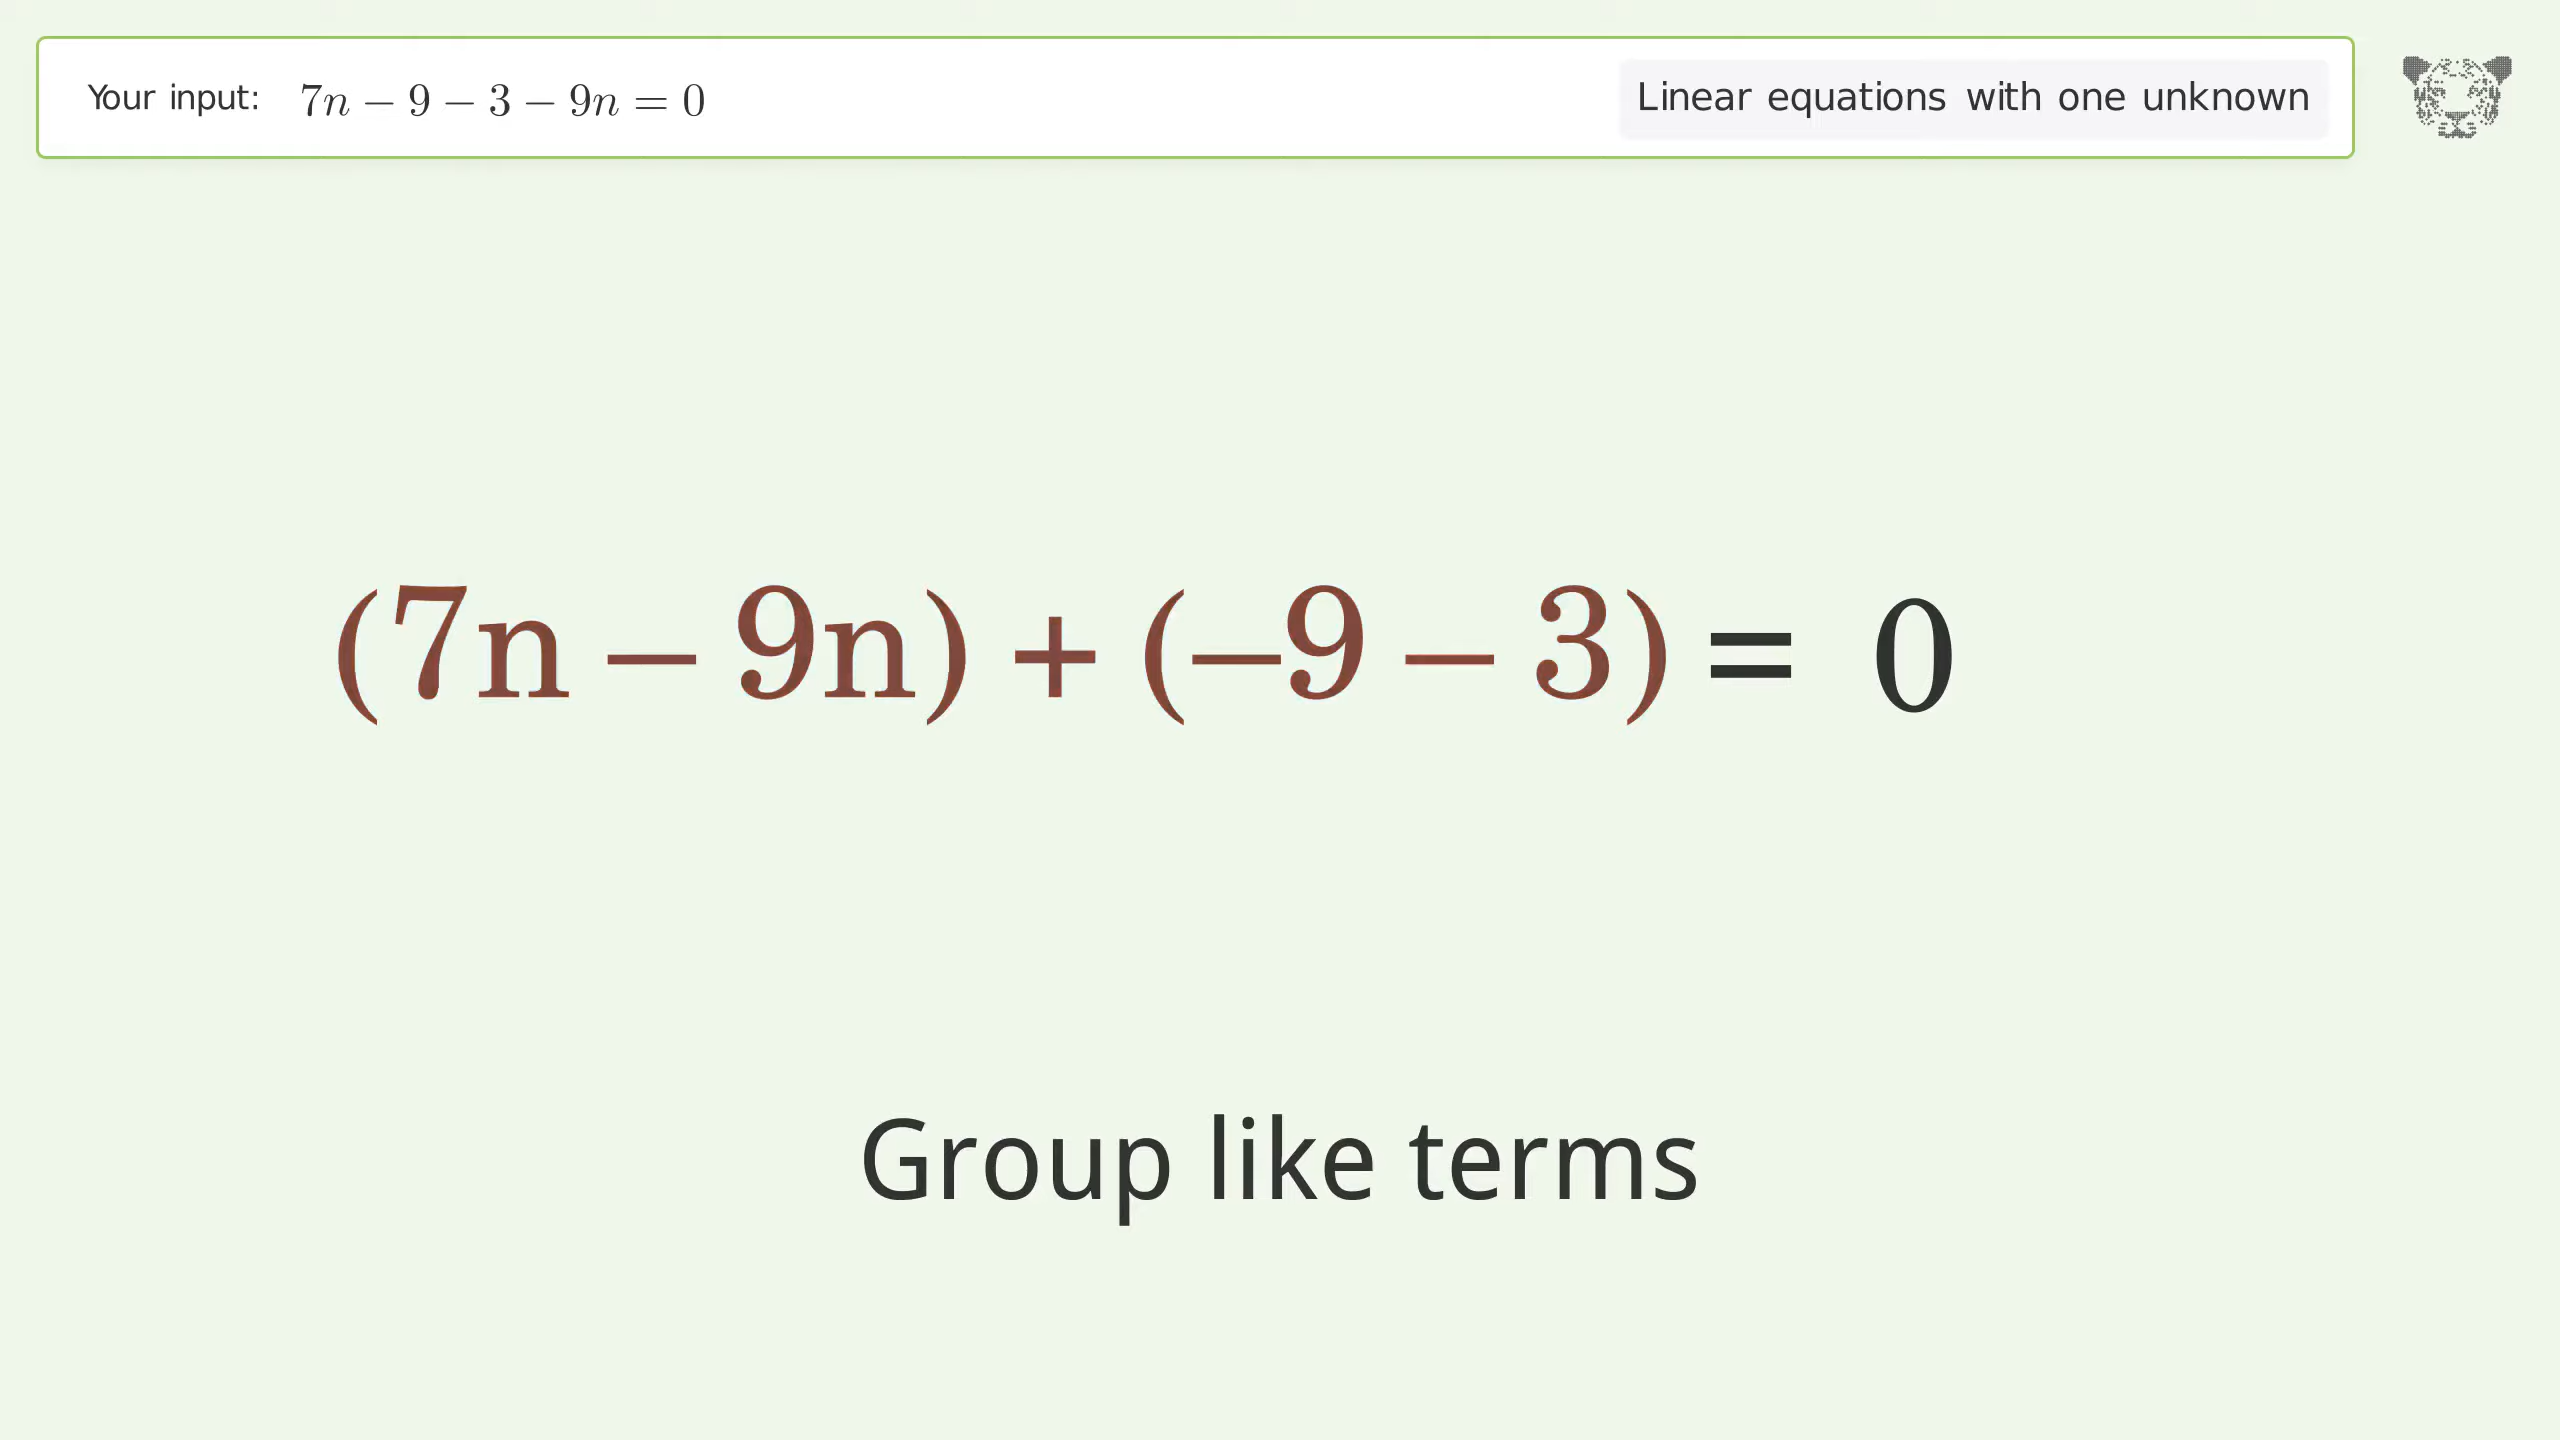 Your input: 7n − 9 − 3 − 9n = 0
Linear equations with one unknown
(7n − 9n) + (−9 − 3) = 0
Group like terms